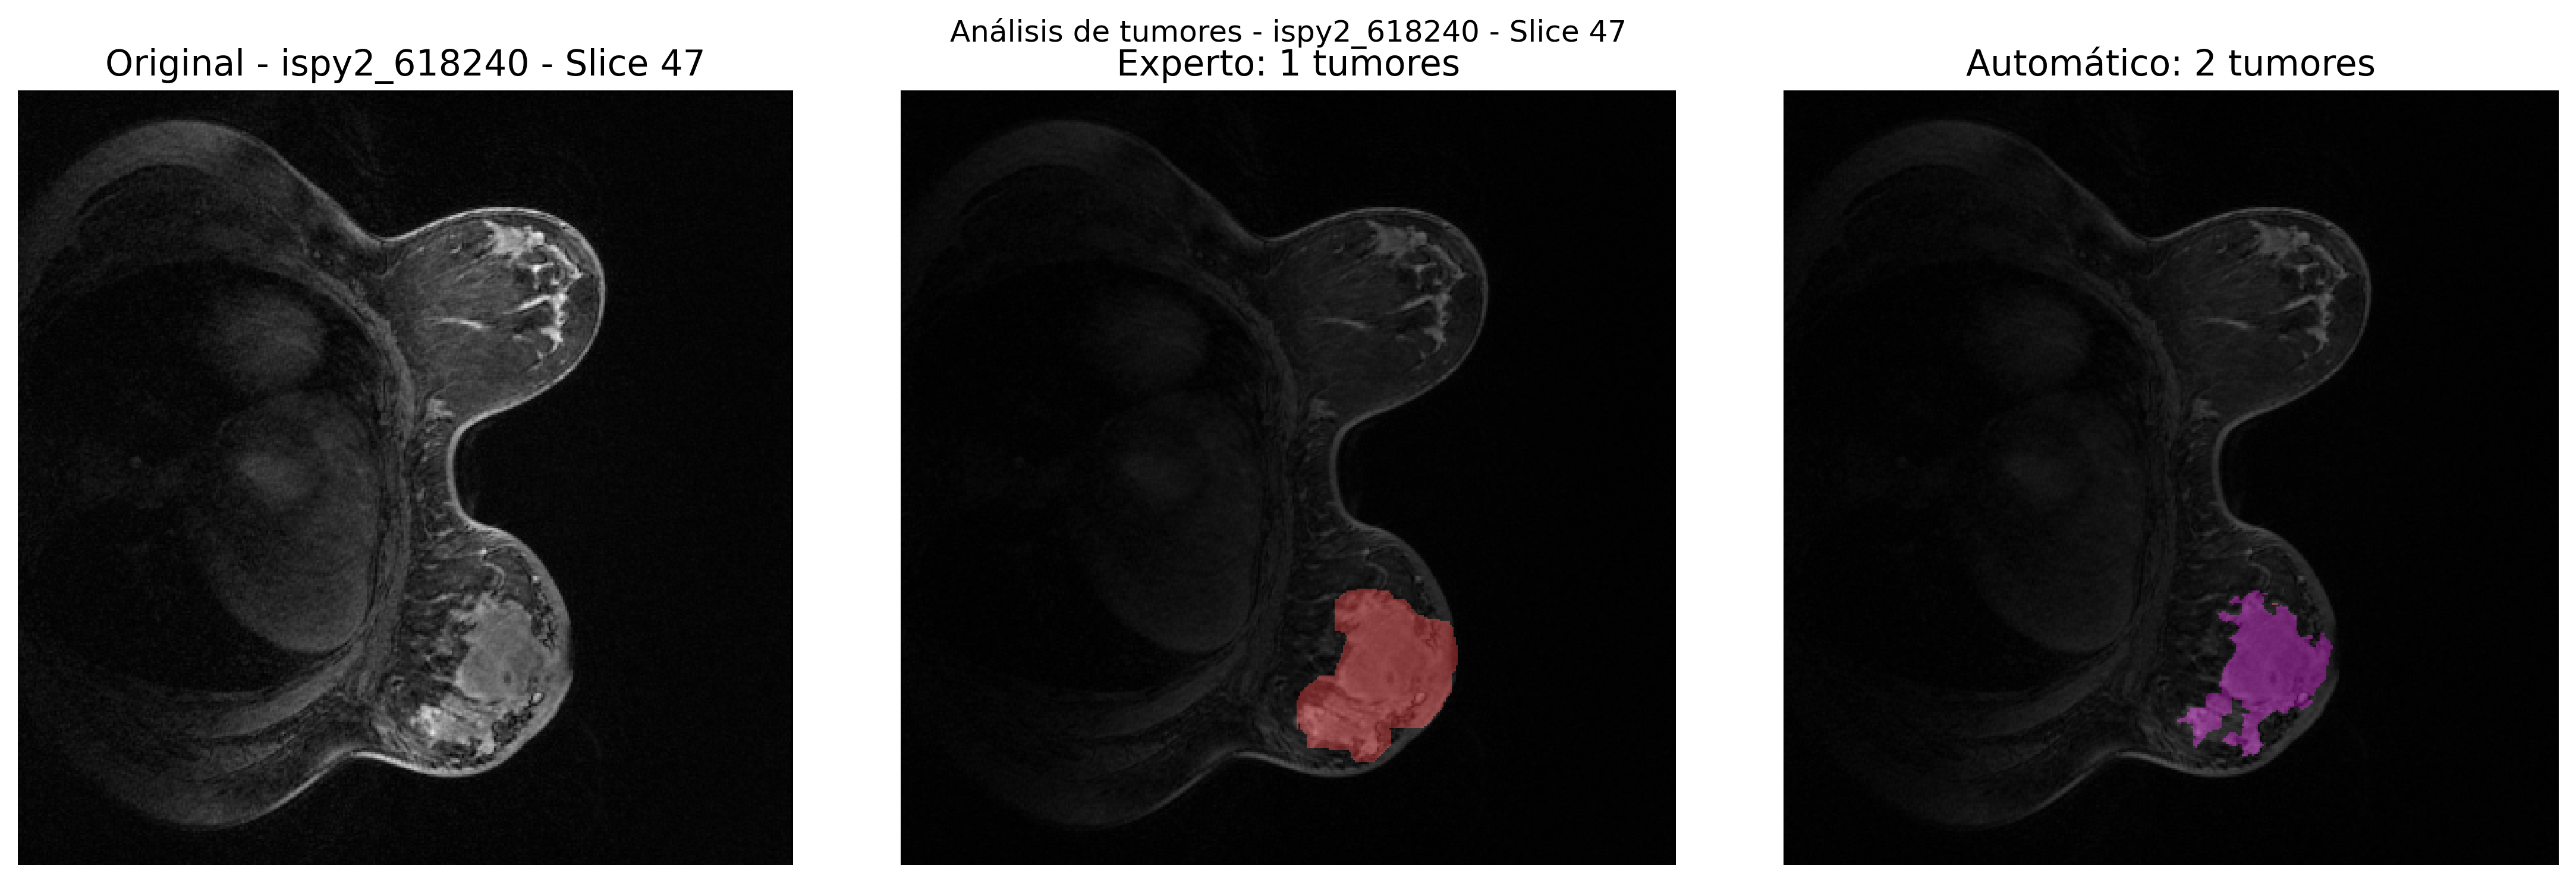 Análisis de tumores - ispy2_618240 - Slice 47
Original - ispy2_618240 - Slice 47
Experto: 1 tumores
Automático: 2 tumores